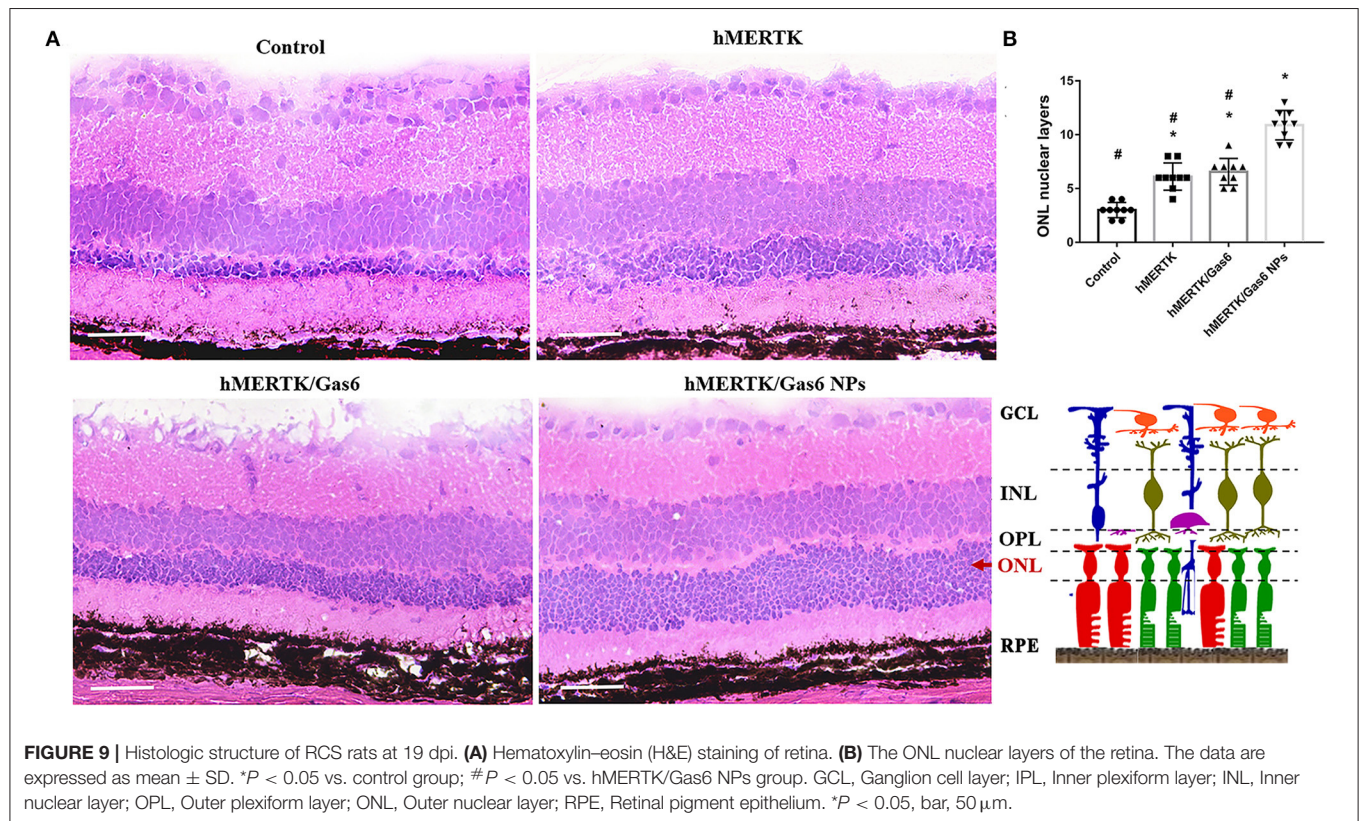 A
Control
hMERTK
hMERTK/Gas6
hMERTK/Gas6 NPs
B
ONL nuclear layers
15
10
5
0
#
#
*
#
*
*
Control
hMERTK
hMERTK/Gas6
hMERTK/Gas6 NPs
GCL
INL
OPL
ONL
RPE
FIGURE 9 | Histologic structure of RCS rats at 19 dpi. (A) Hematoxylin–eosin (H&E) staining of retina. (B) The ONL nuclear layers of the retina. The data are
expressed as mean ± SD. *P < 0.05 vs. control group; #P < 0.05 vs. hMERTK/Gas6 NPs group. GCL, Ganglion cell layer; IPL, Inner plexiform layer; INL, Inner
nuclear layer; OPL, Outer plexiform layer; ONL, Outer nuclear layer; RPE, Retinal pigment epithelium. *P < 0.05, bar, 50 μm.